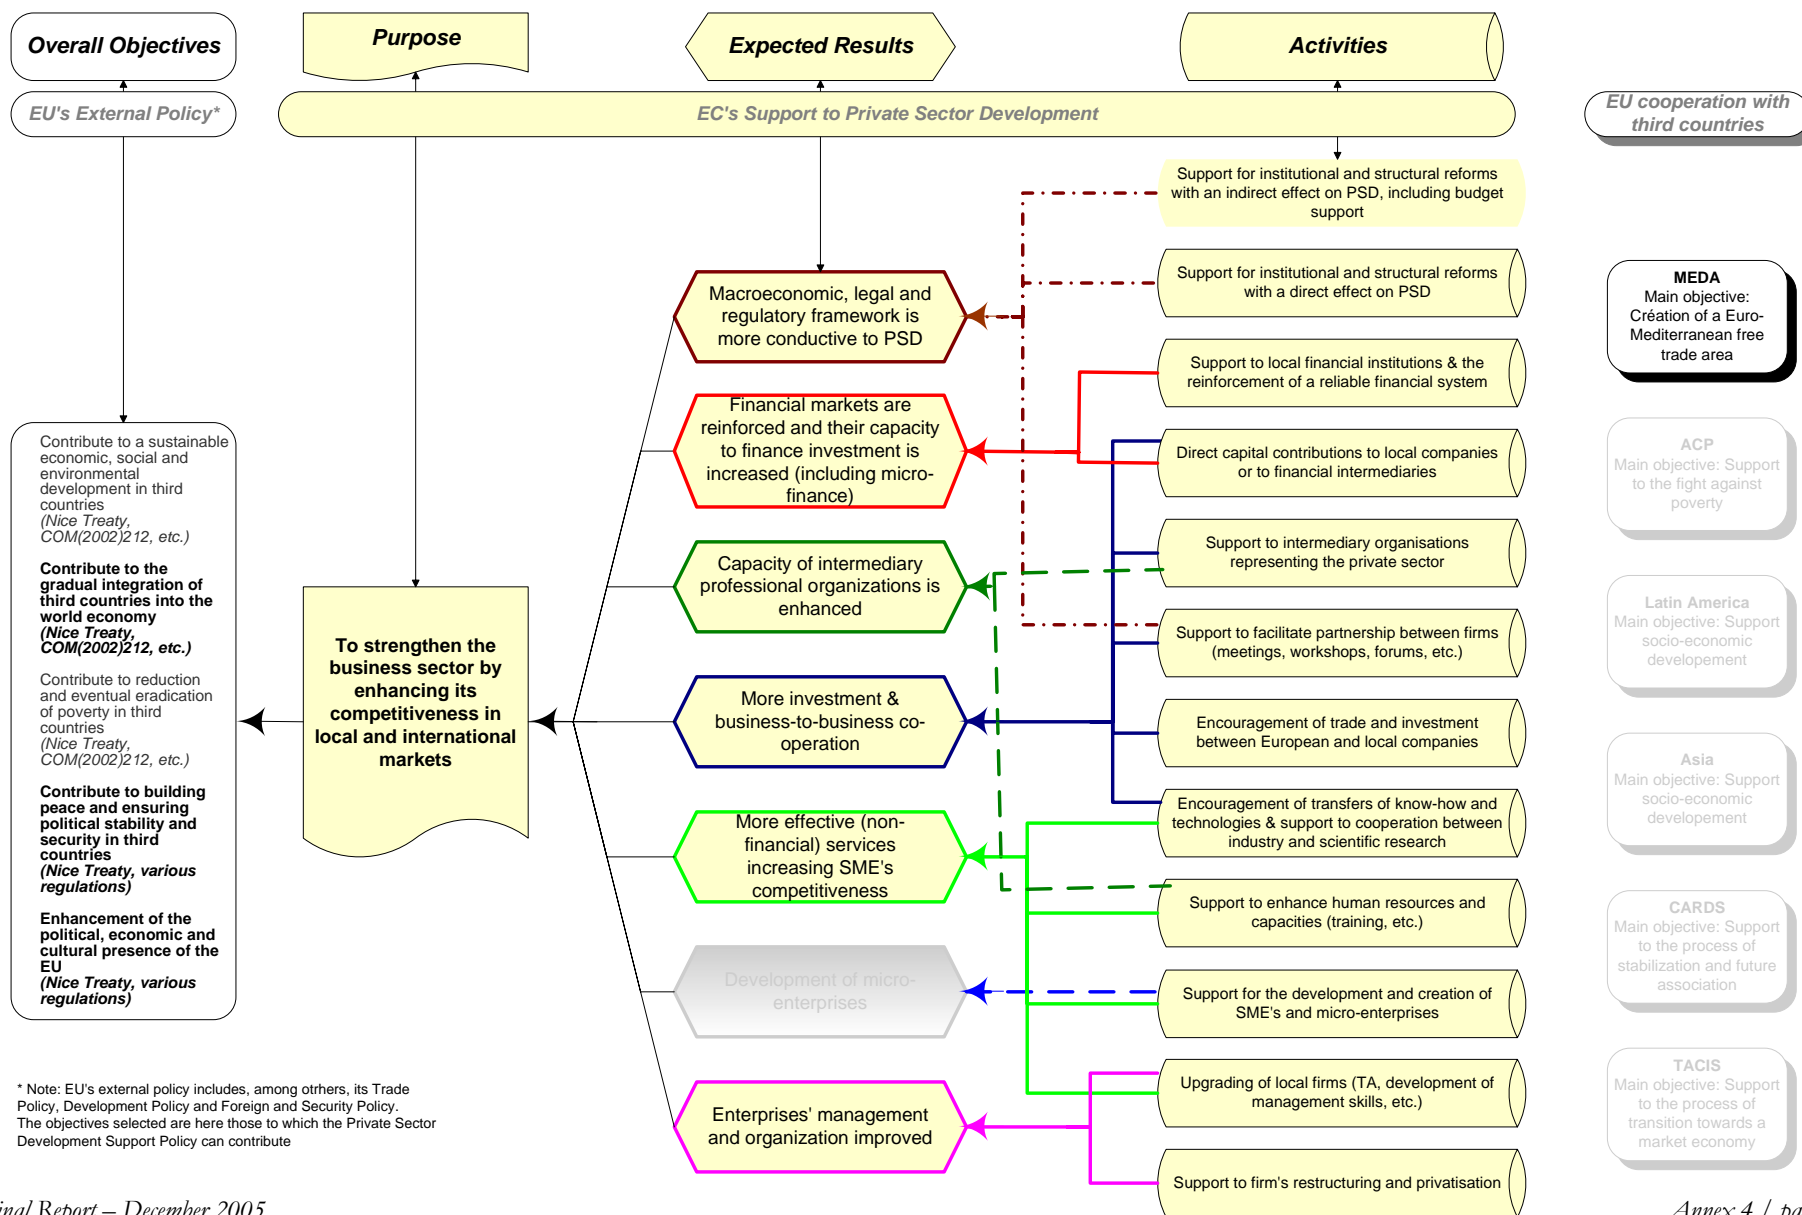 Overall Objectives
Purpose
Expected Results
Activities
EU's External Policy*
EC's Support to Private Sector Development
EU cooperation with
third countries
Support for institutional and structural reforms
with an indirect effect on PSD, including budget
support
Support for institutional and structural reforms
with a direct effect on PSD
Support to local financial institutions & the
reinforcement of a reliable financial system
Direct capital contributions to local companies
or to financial intermediaries
Support to intermediary organisations
representing the private sector
Support to facilitate partnership between firms
(meetings, workshops, forums, etc.)
Encouragement of trade and investment
between European and local companies
Encouragement of transfers of know-how and
technologies & support to cooperation between
industry and scientific research
Support to enhance human resources and
capacities (training, etc.)
Support for the development and creation of
SME's and micro-enterprises
Upgrading of local firms (TA, development of
management skills, etc.)
Support to firm's restructuring and privatisation
Macroeconomic, legal and
regulatory framework is
more conductive to PSD
Financial markets are
reinforced and their capacity
to finance investment is
increased (including micro-
finance)
Capacity of intermediary
professional organizations is
enhanced
More investment &
business-to-business co-
operation
More effective (non-
financial) services
increasing SME's
competitiveness
Development of micro-
enterprises
Enterprises' management
and organization improved
To strengthen the
business sector by
enhancing its
competitiveness in
local and international
markets
Contribute to a sustainable
economic, social and
environmental
development in third
countries
(Nice Treaty,
COM(2002)212, etc.)
Contribute to the
gradual integration of
third countries into the
world economy
(Nice Treaty,
COM(2002)212, etc.)
Contribute to reduction
and eventual eradication
of poverty in third
countries
(Nice Treaty,
COM(2002)212, etc.)
Contribute to building
peace and ensuring
political stability and
security in third
countries
(Nice Treaty, various
regulations)
Enhancement of the
political, economic and
cultural presence of the
EU
(Nice Treaty, various
regulations)
MEDA
Main objective:
Création of a Euro-
Mediterranean free
trade area
ACP
Main objective: Support
to the fight against
poverty
Latin America
Main objective: Support
socio-economic
developement
Asia
Main objective: Support
socio-economic
developement
CARDS
Main objective: Support
to the process of
stabilization and future
association
TACIS
Main objective: Support
to the process of
transition towards a
market economy
* Note: EU's external policy includes, among otrhers, its Trade
Policy, Development Policy and Foreign and Security Policy.
The objectives selected are here those to which the Private Sector
Development Support Policy can contribute
inal Report – December 2005
Annex 4 / pa